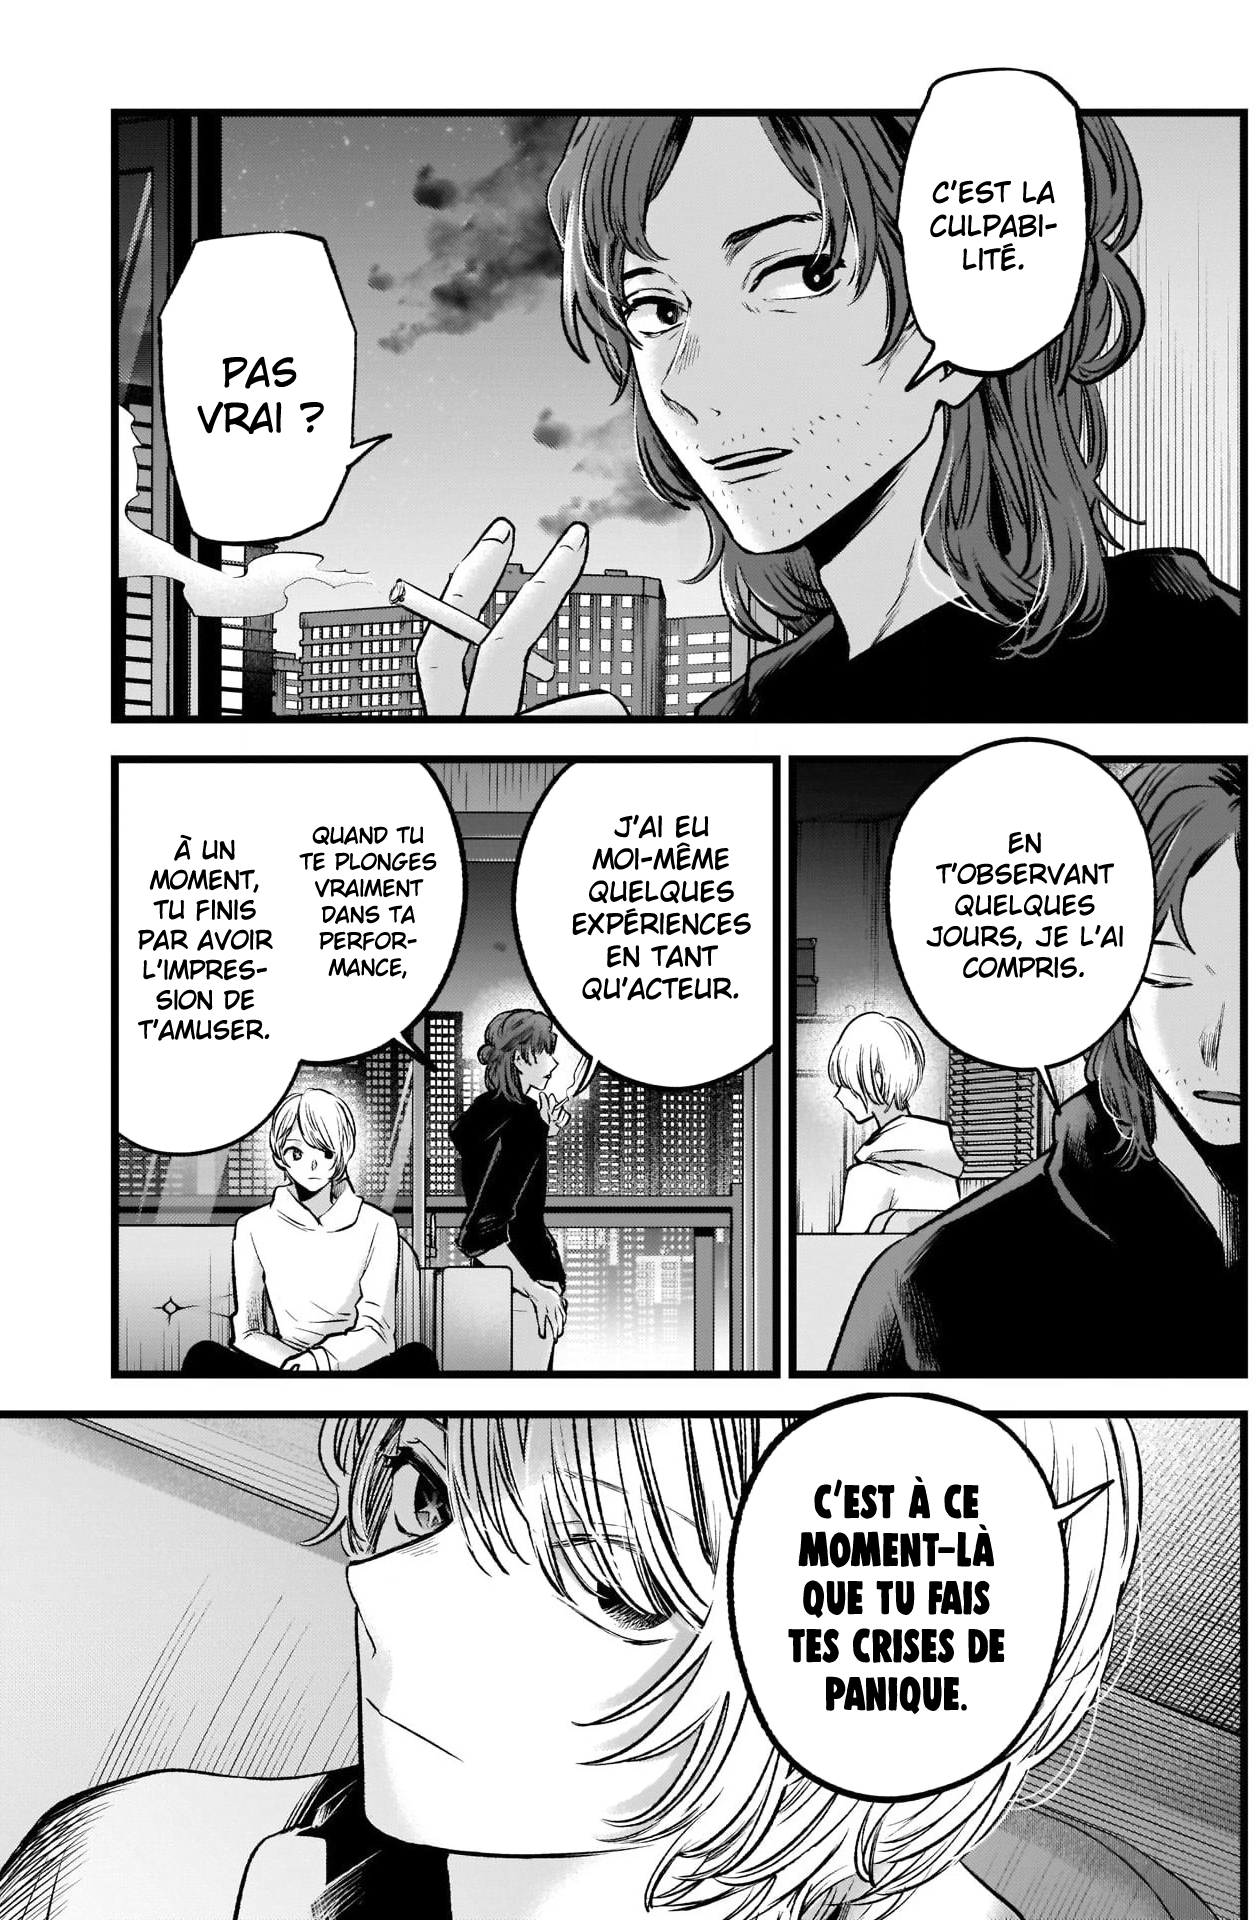 C'EST LA
CULPABI-
LITÉ.
PAS
VRAI ?
EN
T'OBSERVANT
QUELQUES
JOURS, JE L'AI
COMPRIS.
J'AI EU
MOI-MÊME
QUELQUES
EXPÉRIENCES
EN TANT
QU'ACTEUR.
QUAND TU
TE PLONGES
VRAIMENT
DANS TA
PERFOR-
MANCE,
À UN
MOMENT,
TU FINIS
PAR AVOIR
L'IMPRES-
SION DE
T'AMUSER.
C'EST À CE
MOMENT-LÀ
QUE TU FAIS
TES CRISES DE
PANIQUE.